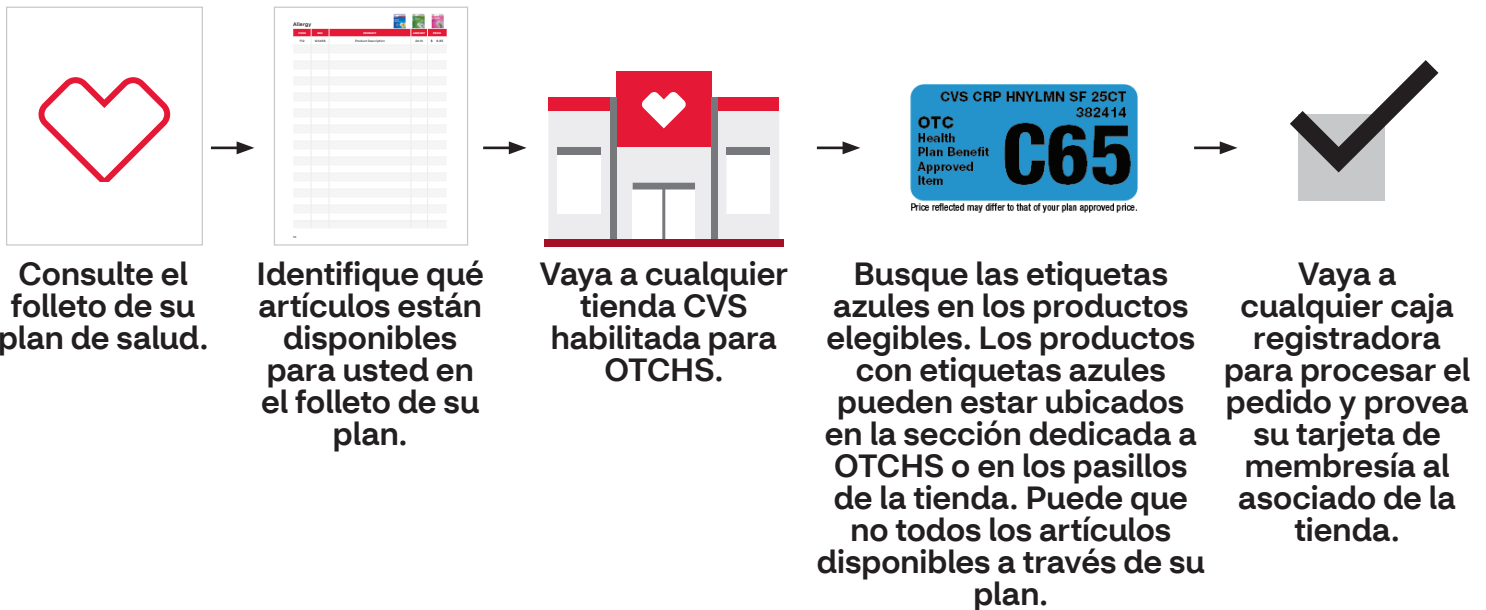 Allergy
PRODUCT
Product Description
CVS CRP HNYLMN SF 25CT
382414
OTC
Health
Plan Benefit
Approved
Item
C65
Price reflected may differ to that of your plan approved price.
Consulte el
folleto de su
plan de salud.
Identifique qué
artículos están
disponibles
para usted en
el folleto de su
plan.
Vaya a cualquier
tienda CVS
habilitada para
OTCHS.
Busque las etiquetas
azules en los productos
elegibles. Los productos
con etiquetas azules
pueden estar ubicados
en la sección dedicada a
OTCHS o en los pasillos
de la tienda. Puede que
no todos los artículos
disponibles a través de su
plan.
Vaya a
cualquier caja
registradora
para procesar el
pedido y provea
su tarjeta de
membresía al
asociado de la
tienda.